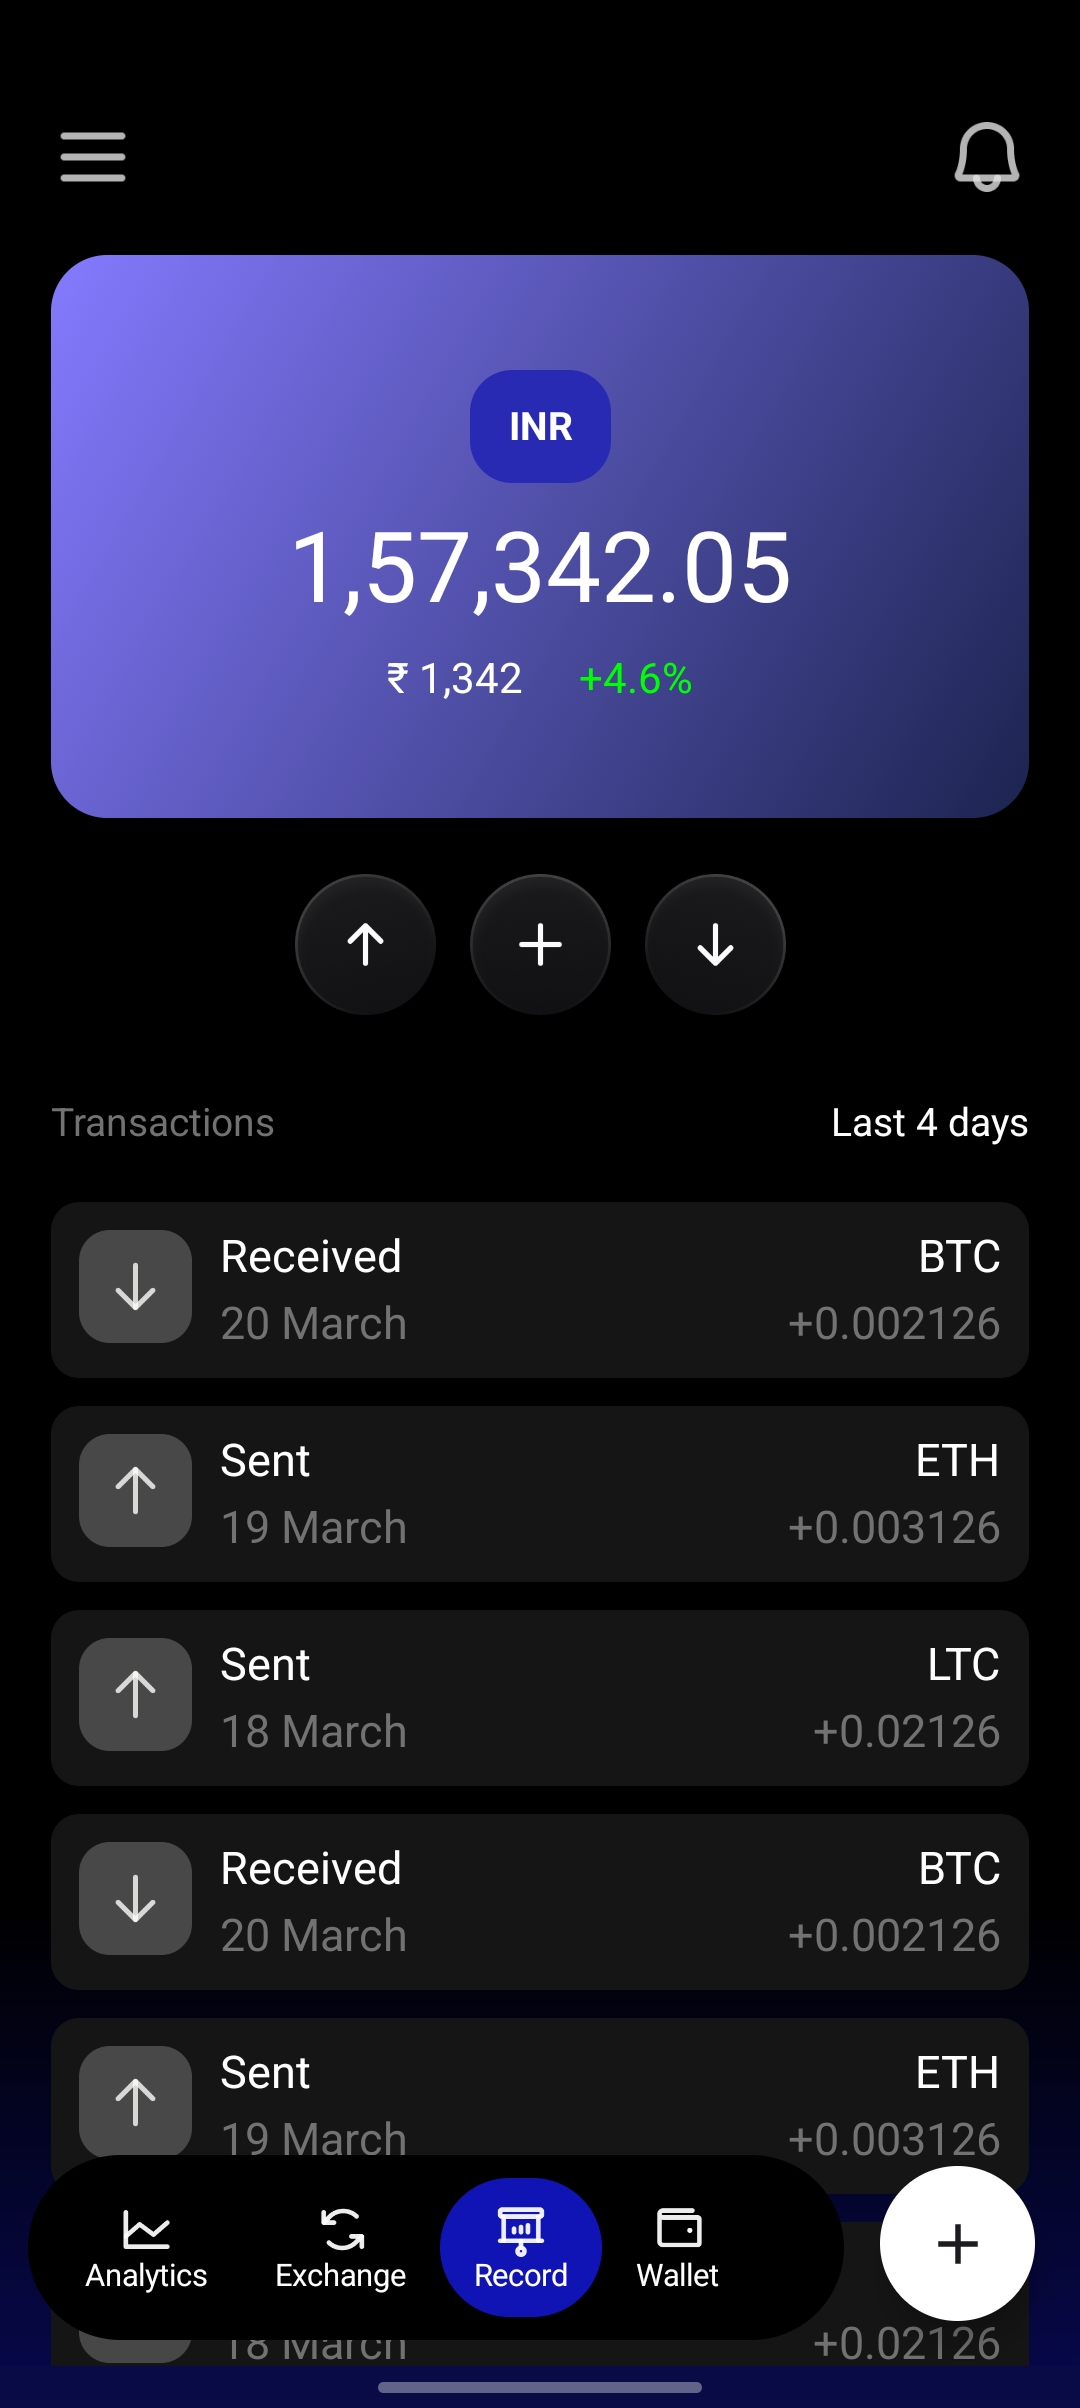 INR
1,57,342.05
₹ 1,342 +4.6%
Transactions Last 4 days
Received BTC
20 March +0.002126
Sent ETH
19 March +0.003126
Sent LTC
18 March +0.02126
Received BTC
20 March +0.002126
Sent ETH
19 March +0.003126
Analytics Exchange Record Wallet
18 March +0.02126